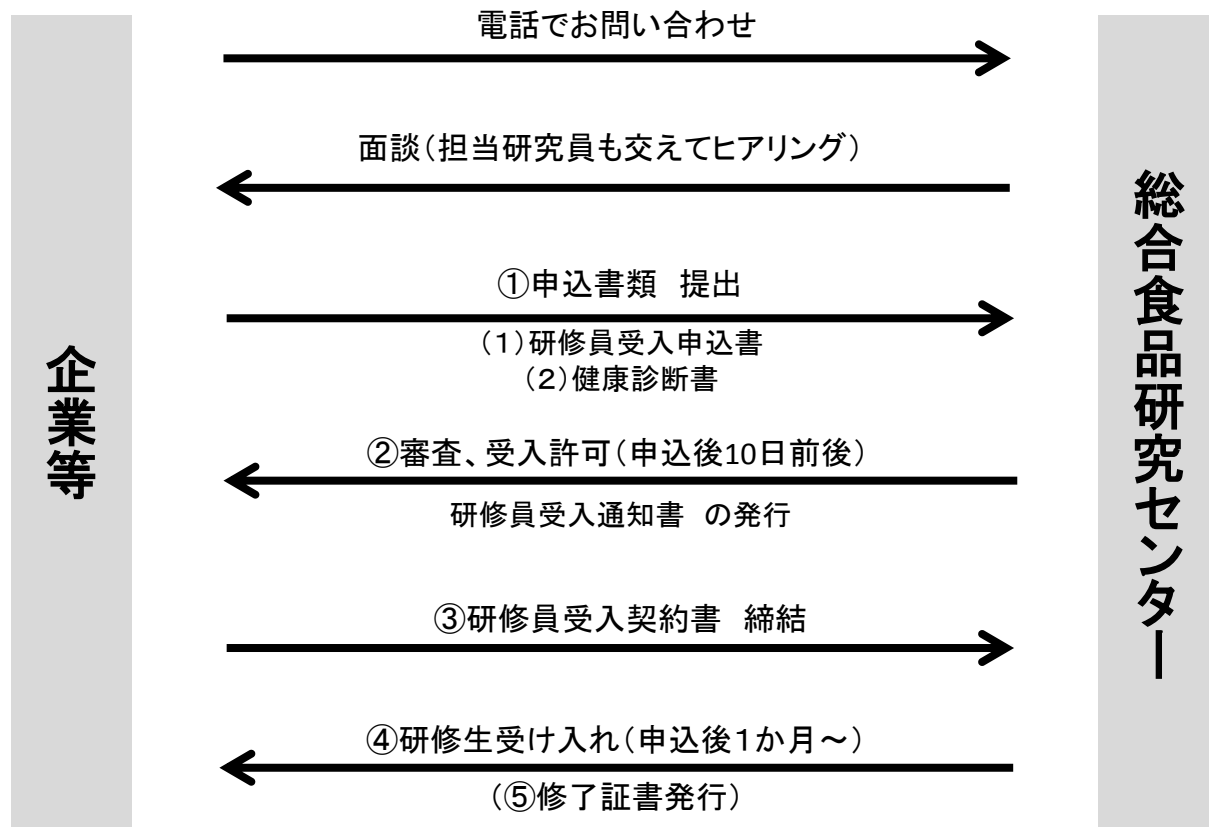 電話でお問い合わせ
面談（担当研究員も交えてヒアリング）
①申込書類　提出
（１）研修員受入申込書
（２）健康診断書
②審査、受入許可（申込後10日前後）
研修員受入通知書　の発行
③研修員受入契約書　締結
④研修生受け入れ（申込後１か月～）
（⑤修了証書発行）
企業等
総合食品研究センター